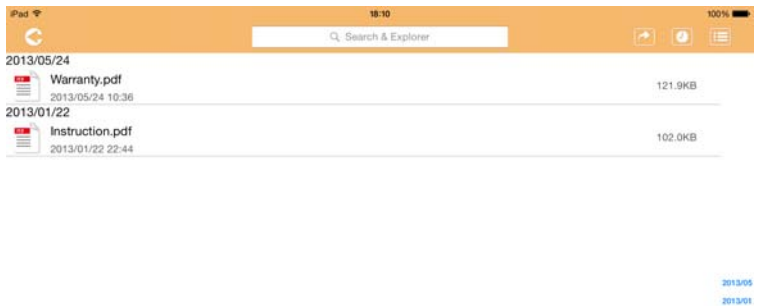 iPad 18:10 100%
Search & Explorer
2013/05/24
Warranty.pdf
121.9KB
2013/05/24 10:36
2013/01/22
Instruction.pdf
102.0KB
2013/01/22 22:44
2013/05
2013/01